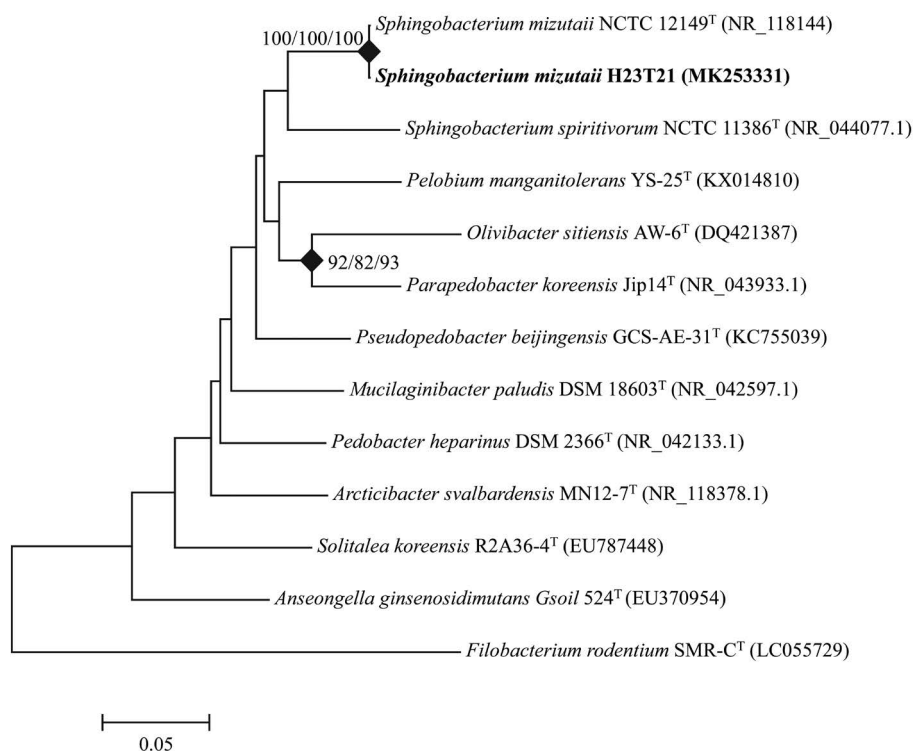 Sphingobacterium mizutaii NCTC 12149ᵀ (NR_118144)
100/100/100
Sphingobacterium mizutaii H23T21 (MK253331)
Sphingobacterium spiritivorum NCTC 11386ᵀ (NR_044077.1)
Pelobium manganitolerans YS-25ᵀ (KX014810)
Olivibacter sitiensis AW-6ᵀ (DQ421387)
92/82/93
Parapedobacter koreensis Jip14ᵀ (NR_043933.1)
Pseudopedobacter beijingensis GCS-AE-31ᵀ (KC755039)
Mucilaginibacter paludis DSM 18603ᵀ (NR_042597.1)
Pedobacter heparinus DSM 2366ᵀ (NR_042133.1)
Arcticibacter svalbardensis MN12-7ᵀ (NR_118378.1)
Solitalea koreensis R2A36-4ᵀ (EU787448)
Anseongella ginsenosidimutans Gsoil 524ᵀ (EU370954)
Filobacterium rodentium SMR-Cᵀ (LC055729)
0.05